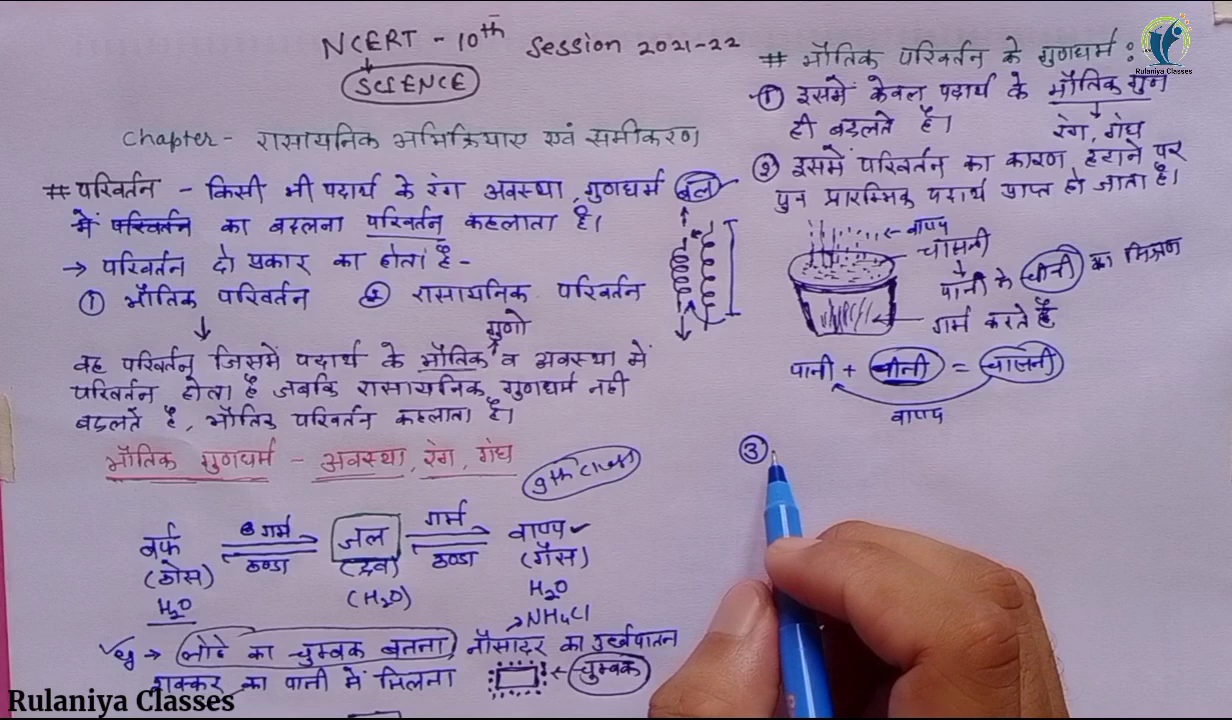 NCERT - 10th Session 2021-22
SCIENCE
Chapter - रासायनिक अभिक्रियाए एवं समीकरण
# परिवर्तन - किसी भी पदार्थ के रंग अवस्था, गुणधर्म बल
में परिवर्तन का बदलना परिवर्तन कहलाता है।
→ परिवर्तन दो प्रकार का होता है -
① भौतिक परिवर्तन ② रासायनिक परिवर्तन
गुणो
वह परिवर्तन जिसमें पदार्थ के भौतिक व अवस्था में
परिवर्तन होता है जबकि रासायनिक गुणधर्म नही
बदलते है, भौतिक परिवर्तन कहलाता है।
भौतिक गुणधर्म - अवस्था, रंग, गंध
9th class
बर्फ गर्म जल गर्म वाष्प
ठण्डा ठण्डा
(ठोस) (द्रव) (गैस)
H₂O (H₂O) H₂O
NH₄Cl
→ लोहे का चुम्बक बनना नौसादर का उर्ध्वपातन
शक्कर का पानी में मिलना ← चुम्बक
# भौतिक परिवर्तन के गुणधर्म :
① इसमें केवल पदार्थ के भौतिक गुन
ही बदलते है।
रंग, गंध
② इसमें परिवर्तन का कारण हटाने पर
पुन प्रारम्भिक पदार्थ प्राप्त हो जाता है।
वाष्प
चासनी
पानी के चीनी का मिश्रण
गर्म करते है
पानी + चीनी = चाशनी
वाष्प
③
Rulaniya Classes
Rulaniya Classes